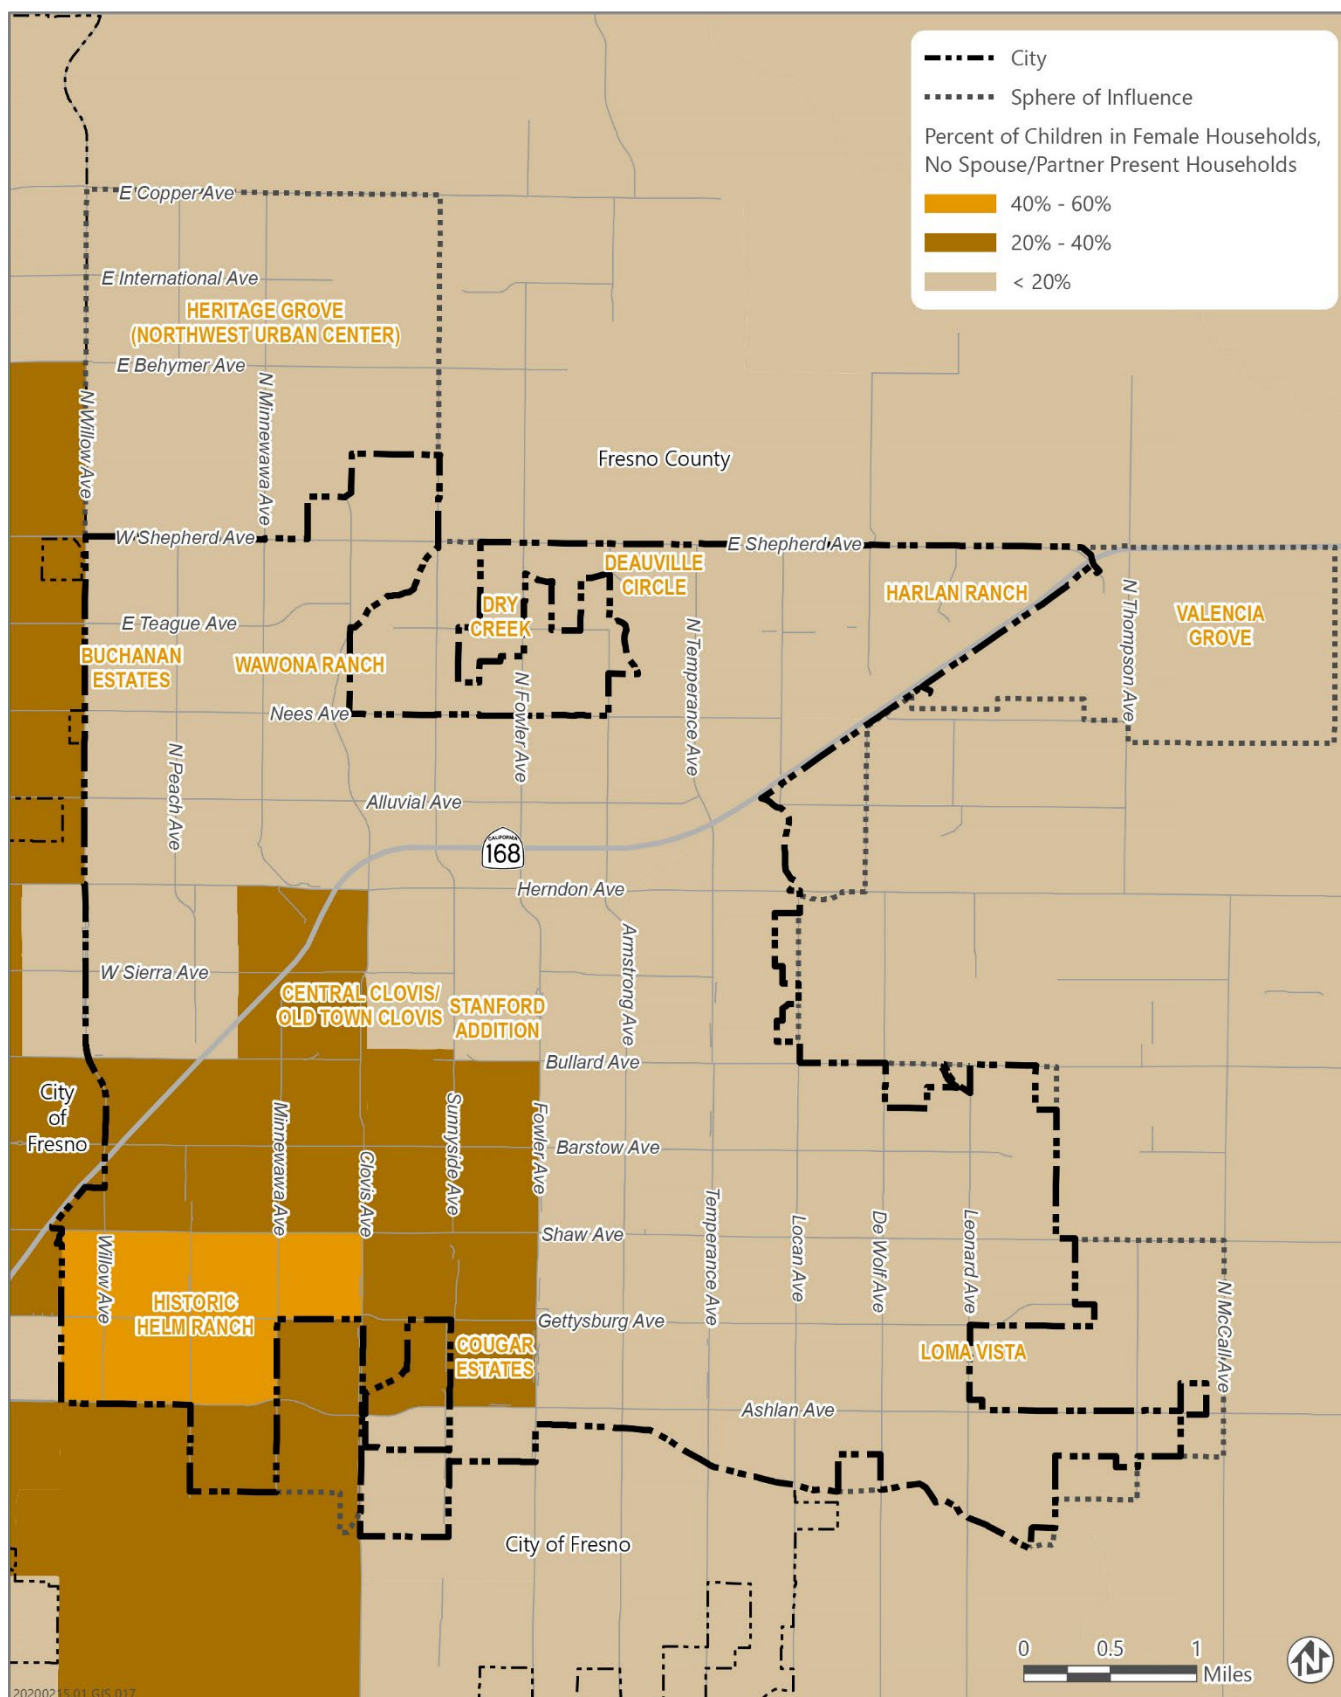 City
Sphere of Influence
Percent of Children in Female Households,
No Spouse/Partner Present Households
40% - 60%
20% - 40%
< 20%
E Copper Ave
E International Ave
HERITAGE GROVE
(NORTHWEST URBAN CENTER)
E Behymer Ave
N Willow Ave
N Minnewawa Ave
Fresno County
W Shepherd Ave
E Shepherd Ave
DEAUVILLE
CIRCLE
HARLAN RANCH
N Thompson Ave
VALENCIA
GROVE
DRY
CREEK
E Teague Ave
BUCHANAN
ESTATES
WAWONA RANCH
N Fowler Ave
N Temperance Ave
Nees Ave
N Peach Ave
Alluvial Ave
CALIFORNIA
168
Herndon Ave
Armstrong Ave
W Sierra Ave
CENTRAL CLOVIS/
OLD TOWN CLOVIS
STANFORD
ADDITION
Bullard Ave
City
of
Fresno
Minnewawa Ave
Clovis Ave
Sunnyside Ave
Fowler Ave
Barstow Ave
Temperance Ave
Locan Ave
De Wolf Ave
Leonard Ave
Shaw Ave
Willow Ave
HISTORIC
HELM RANCH
Gettysburg Ave
COUGAR
ESTATES
LOMA VISTA
N McCall Ave
Ashlan Ave
City of Fresno
0 0.5 1
Miles
N
20200215.01 GIS 017